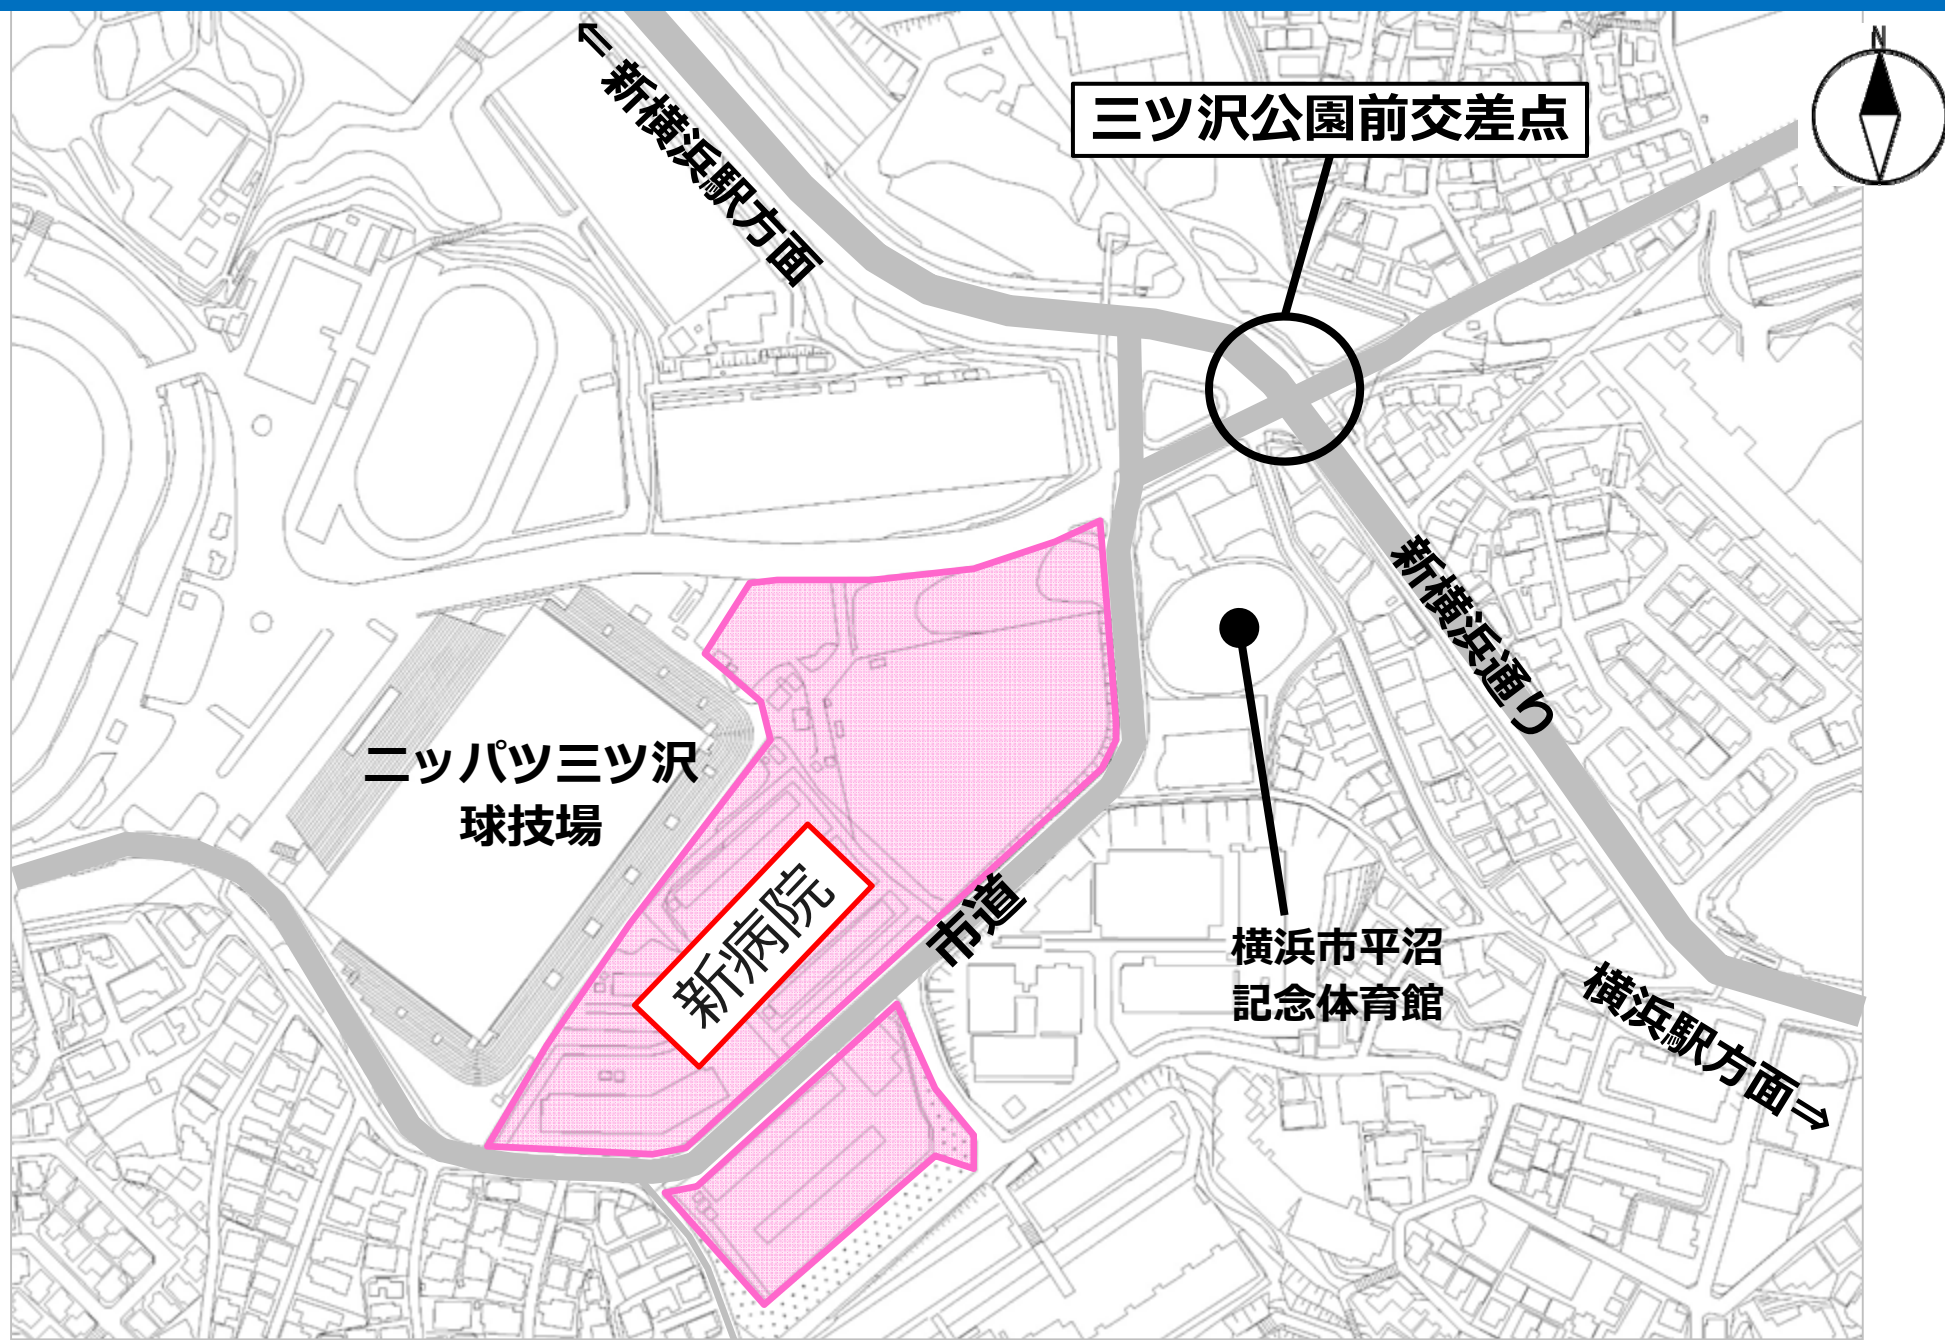 N
←新横浜駅方面
三ツ沢公園前交差点
新横浜通り
ニッパツ三ツ沢
球技場
新病院
市道
横浜市平沼
記念体育館
横浜駅方面⇒